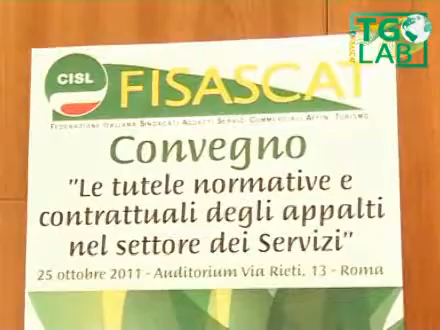 TG
LAB
CISL
FISASCAT
FEDERAZIONE ITALIANA SINDACATI ADDETTI SERVIZI COMMERCIALI AFFINI TURISMO
Convegno
"Le tutele normative e
contrattuali degli appalti
nel settore dei Servizi"
25 ottobre 2011 - Auditorium Via Rieti, 13 - Roma